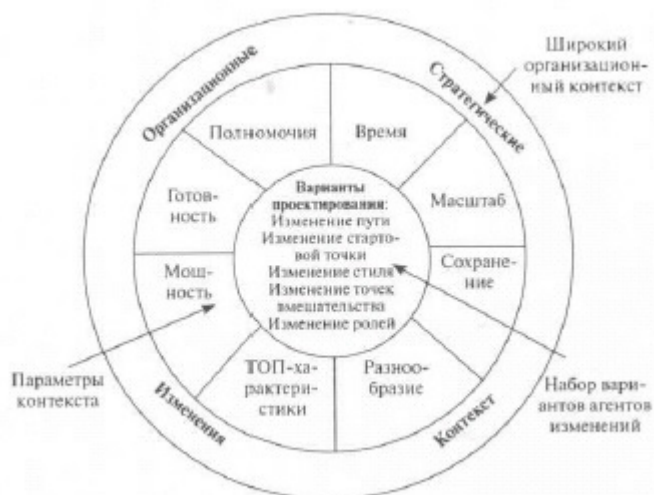 Организационные
Стратегические
Широкий
организацион-
ный контекст
Полномочия
Время
Готов-
ность
Масштаб
Варианты
проектирования:
Изменение пути
Изменение старто-
вой точки
Изменение стиля
Изменение точек
вмешательства
Изменение ролей
Мощ-
ность
Сохране-
ние
ТОП-ха-
рактери-
стики
Разнооб-
бразие
Параметры
контекста
Изменения
Контекст
Набор вари-
антов агентов
изменений